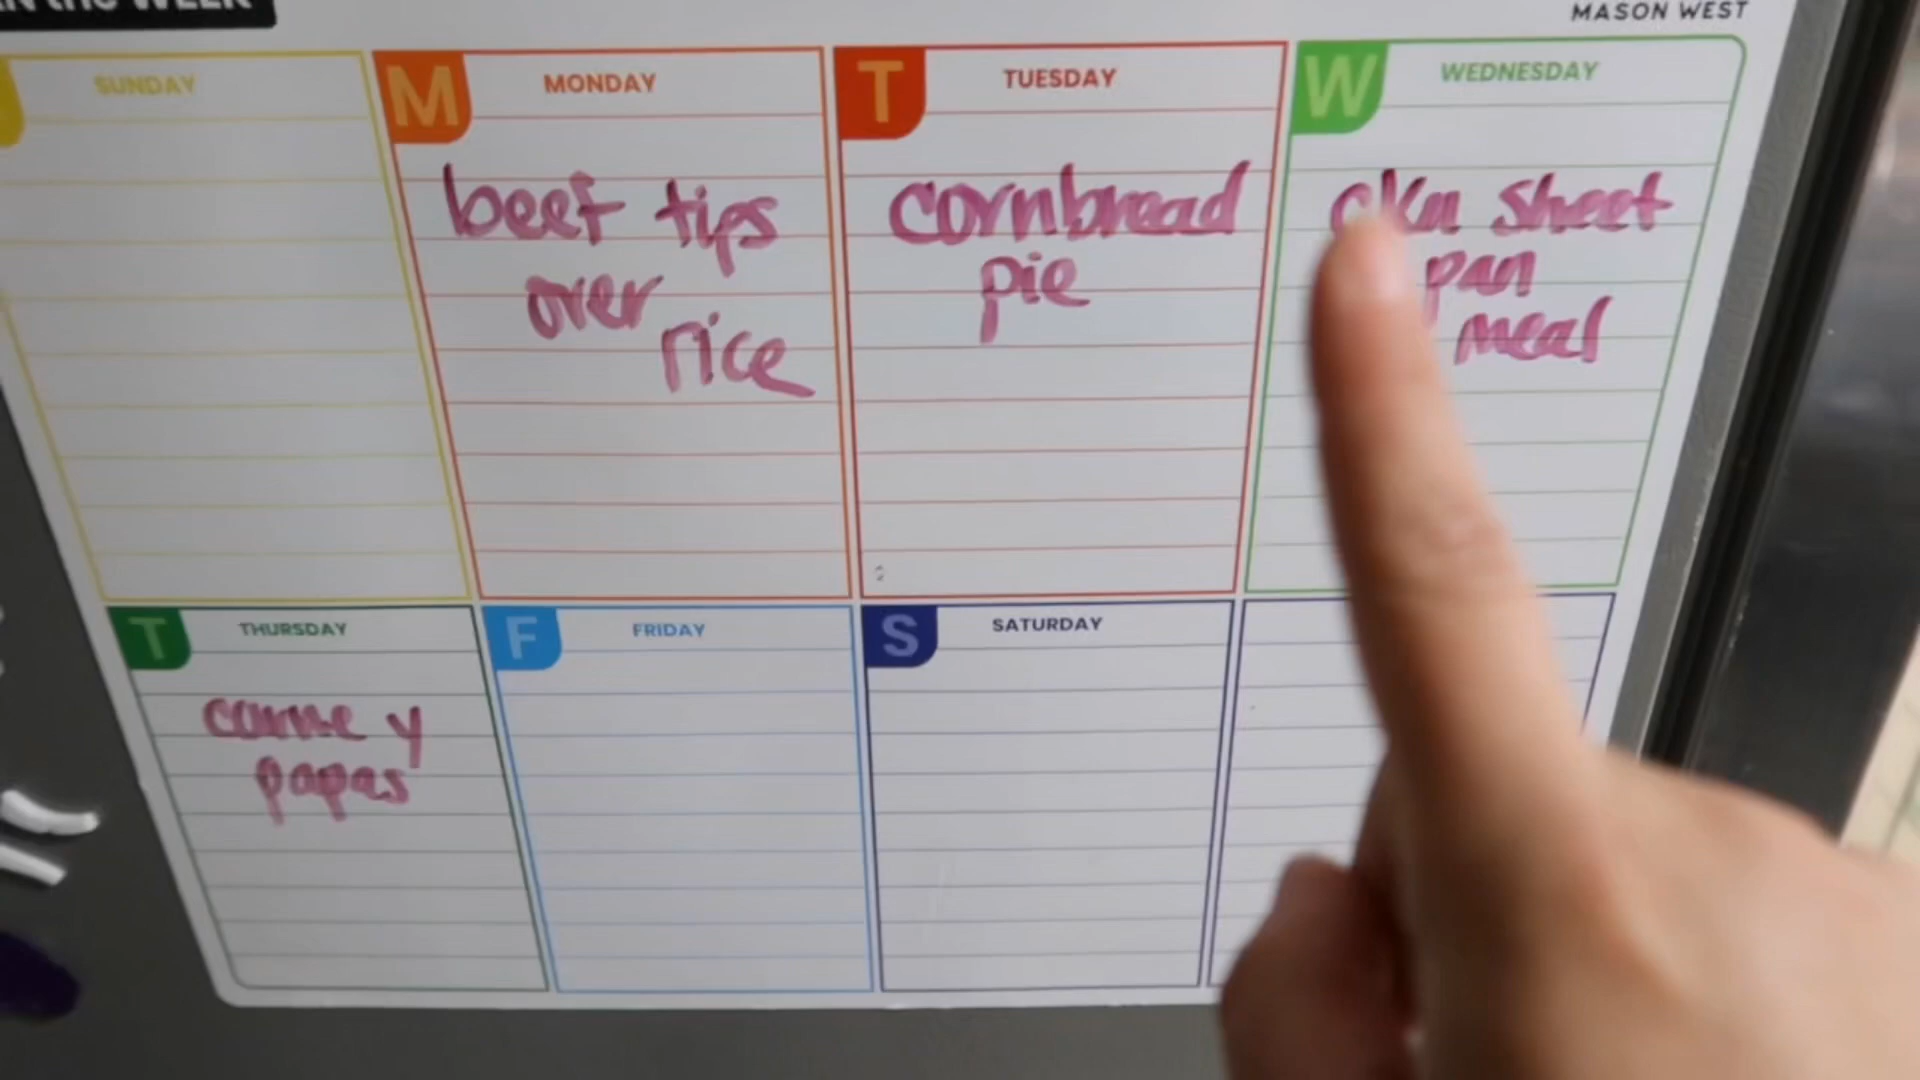 MASON WEST
SUNDAY
M MONDAY
beef tips
over
rice
T TUESDAY
cornbread
pie
W WEDNESDAY
sheet
pan
meal
T THURSDAY
carne y
papas
F FRIDAY
S SATURDAY